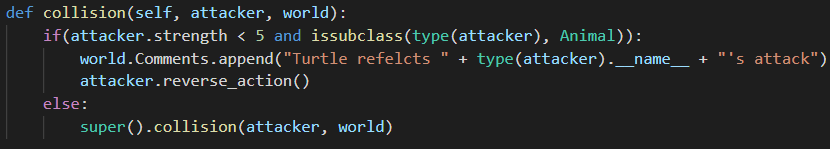 def collision(self, attacker, world):
    if(attacker.strength < 5 and issubclass(type(attacker), Animal)):
        world.Comments.append("Turtle refelcts " + type(attacker).__name__ + "'s attack")
        attacker.reverse_action()
    else:
        super().collision(attacker, world)